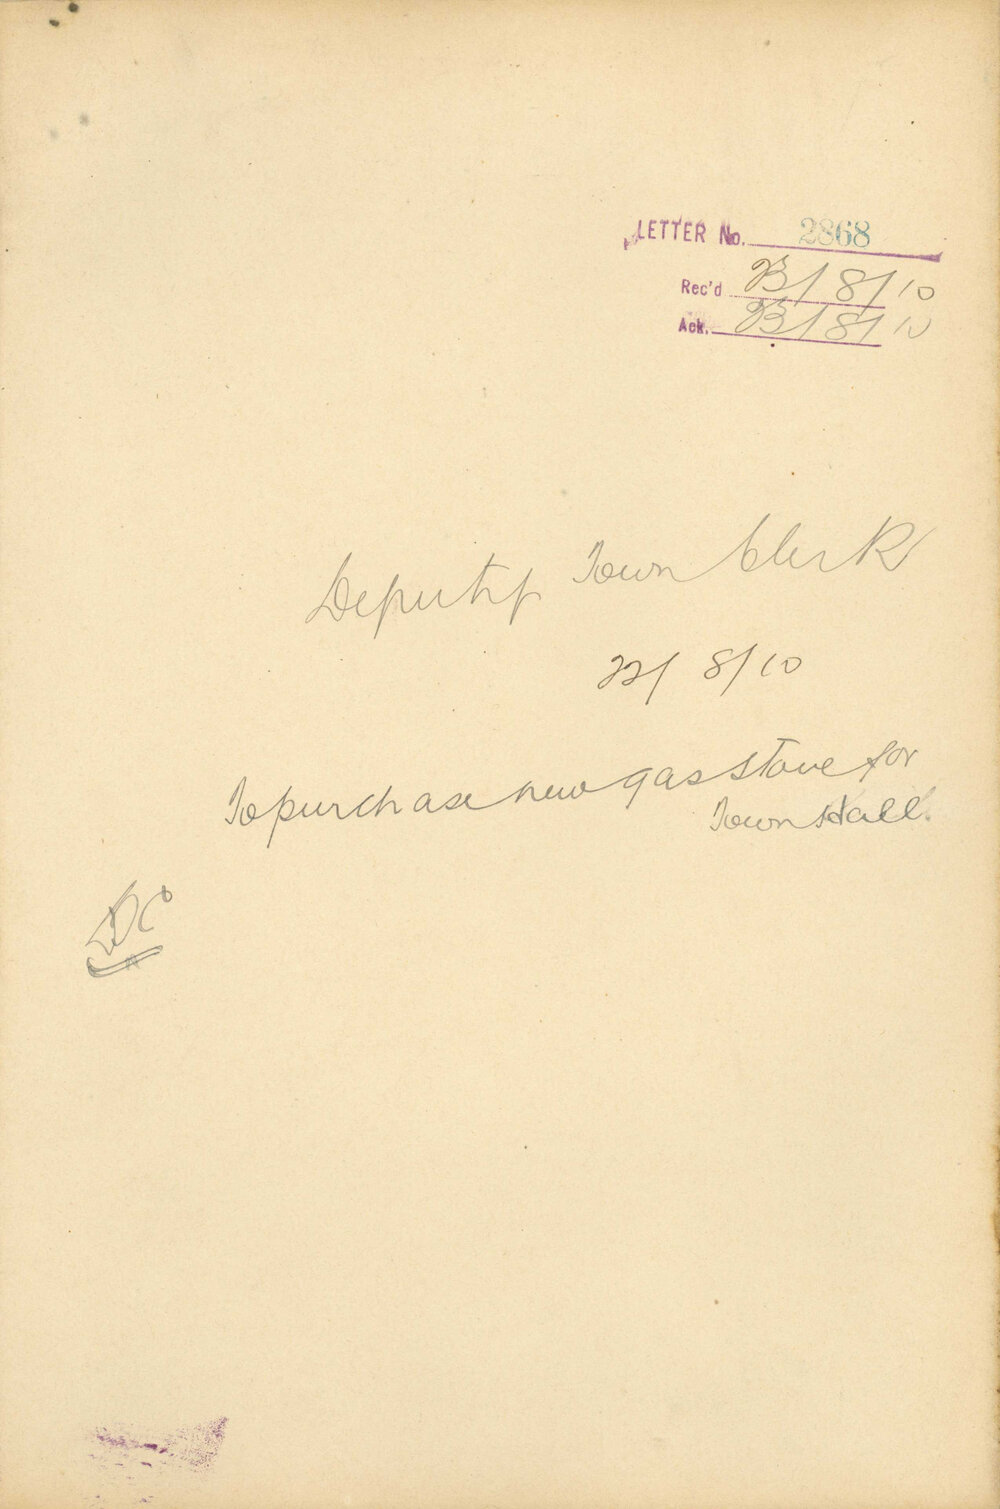 LETTER No. 2868
Rec'd 23/8/10
Ack. 23/8/10
Deputy Town Clerk
22/8/10
To purchase new gas stove for
Town Hall.